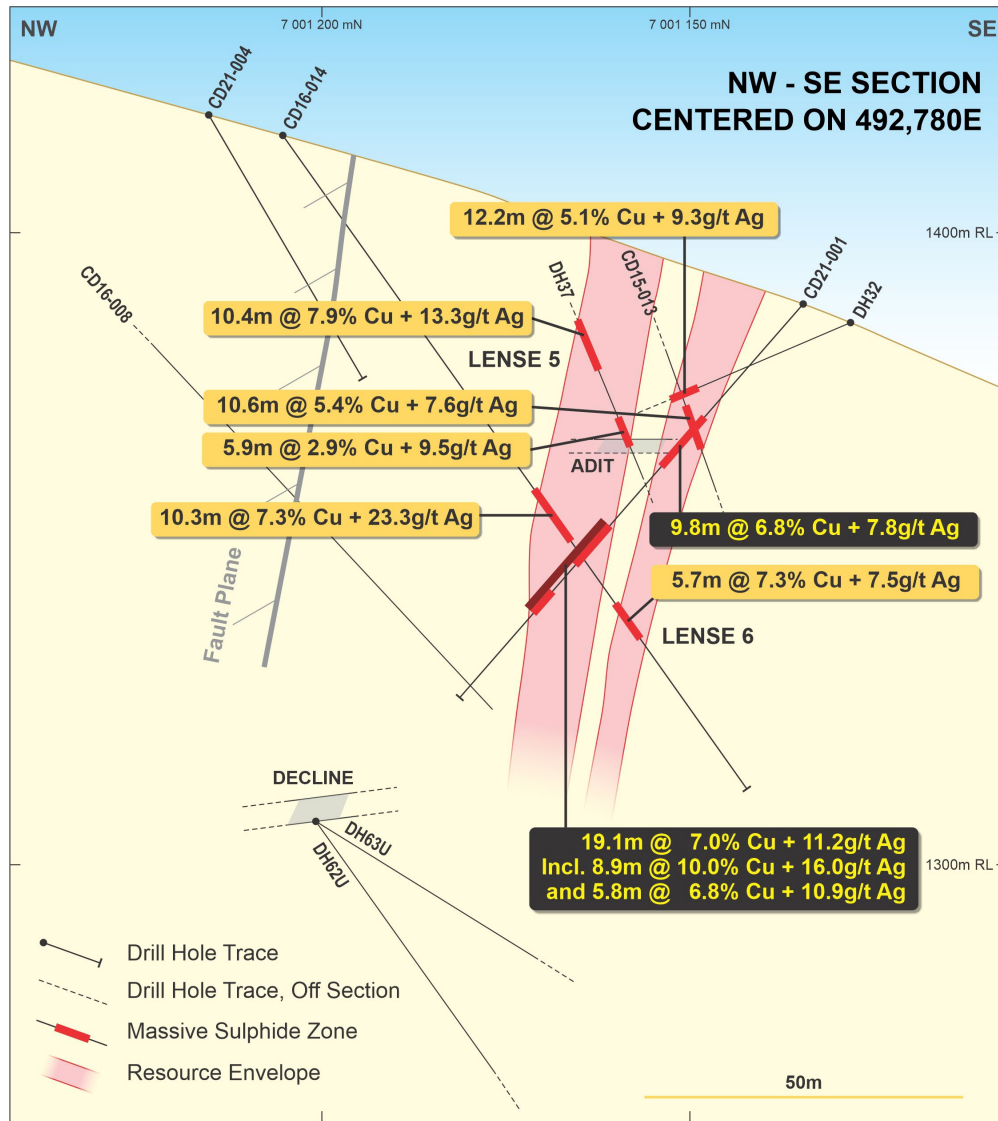 NW
7 001 200 mN
7 001 150 mN
SE
NW - SE SECTION
CENTERED ON 492,780E
CD21-004
CD16-014
12.2m @ 5.1% Cu + 9.3g/t Ag
1400m RL
CD16-008
DH37
CD15-013
CD21-001
DH32
10.4m @ 7.9% Cu + 13.3g/t Ag
LENSE 5
10.6m @ 5.4% Cu + 7.6g/t Ag
5.9m @ 2.9% Cu + 9.5g/t Ag
ADIT
10.3m @ 7.3% Cu + 23.3g/t Ag
9.8m @ 6.8% Cu + 7.8g/t Ag
5.7m @ 7.3% Cu + 7.5g/t Ag
Fault Plane
LENSE 6
DECLINE
DH63U
DH62U
19.1m @ 7.0% Cu + 11.2g/t Ag
Incl. 8.9m @ 10.0% Cu + 16.0g/t Ag
and 5.8m @ 6.8% Cu + 10.9g/t Ag
1300m RL
Drill Hole Trace
Drill Hole Trace, Off Section
Massive Sulphide Zone
Resource Envelope
50m